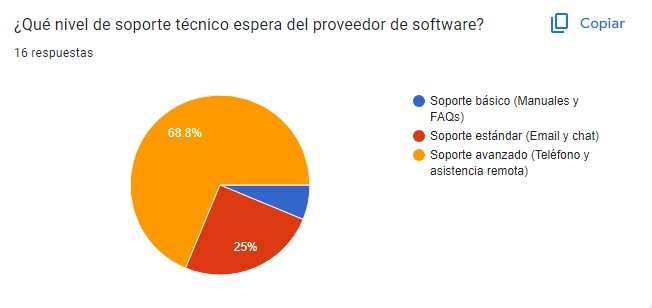 ¿Qué nivel de soporte técnico espera del proveedor de software?
Copiar
16 respuestas
68.8%
25%
Soporte básico (Manuales y
FAQs)
Soporte estándar (Email y chat)
Soporte avanzado (Teléfono y
asistencia remota)